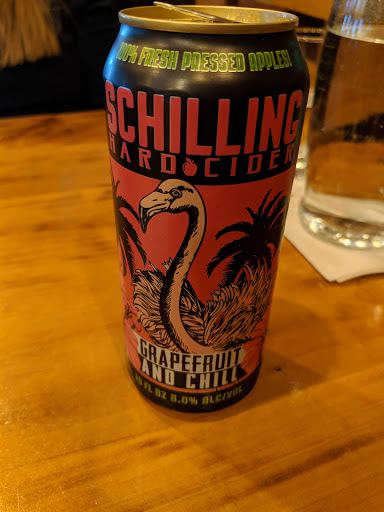 100% FRESH PRESSED APPLES!
SCHILLING
HARD CIDER
GRAPEFRUIT
AND CHILL
16 FL OZ 6.0% ALC/VOL